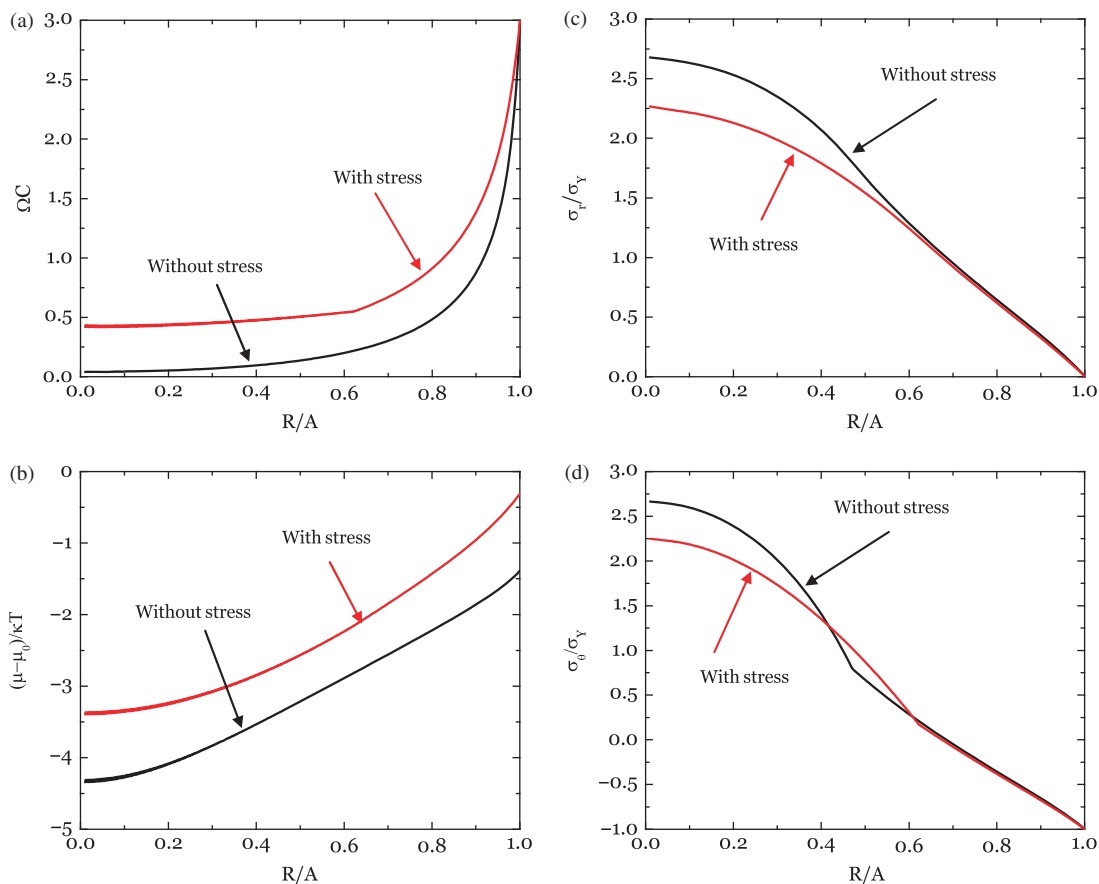 (a)
3.0
2.5
2.0
1.5
1.0
0.5
0.0
ΩC
With stress
Without stress
0.0 0.2 0.4 0.6 0.8 1.0
R/A
(c)
3.0
2.5
2.0
1.5
1.0
0.5
0.0
σr/σY
Without stress
With stress
0.0 0.2 0.4 0.6 0.8 1.0
R/A
(b)
0
−1
−2
−3
−4
−5
(μ−μ0)/κT
With stress
Without stress
0.0 0.2 0.4 0.6 0.8 1.0
R/A
(d)
3.0
2.5
2.0
1.5
1.0
0.5
0.0
−0.5
−1.0
σθ/σY
Without stress
With stress
0.0 0.2 0.4 0.6 0.8 1.0
R/A